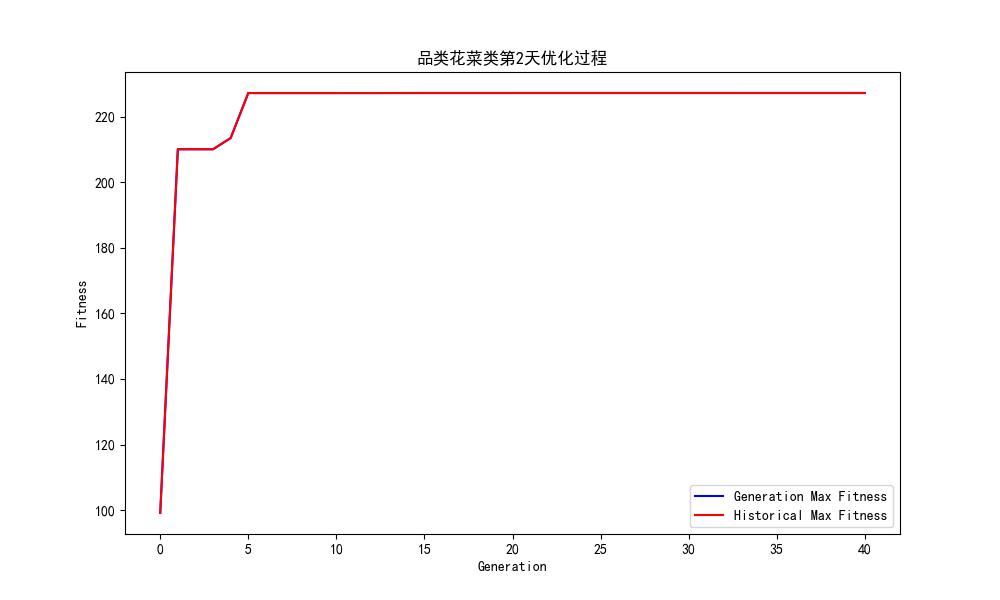 品类花菜类第2天优化过程
Fitness
220
200
180
160
140
120
100
0 5 10 15 20 25 30 35 40
Generation
Generation Max Fitness
Historical Max Fitness